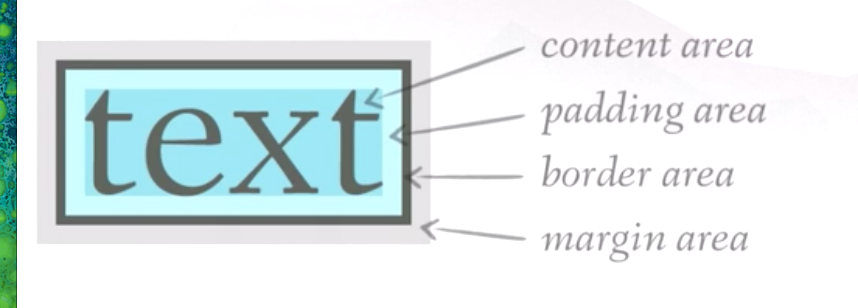 text
content area
padding area
border area
margin area